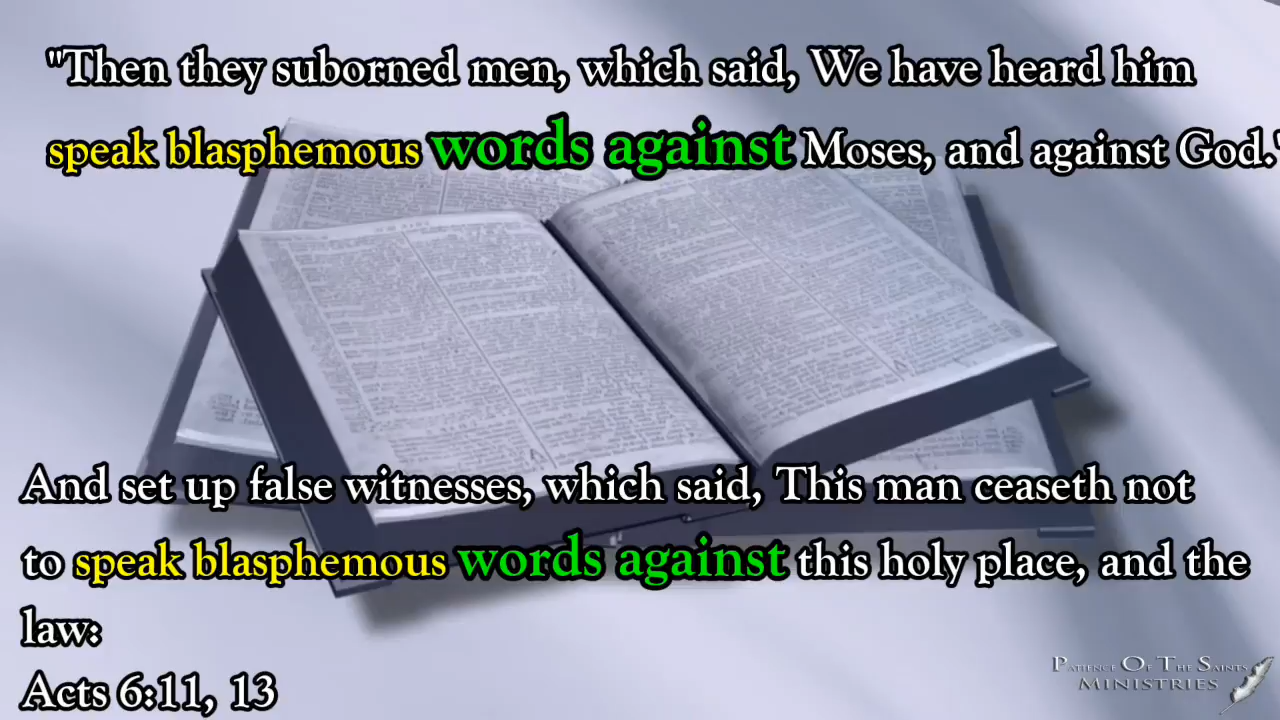 "Then they suborned men, which said, We have heard him
speak blasphemous words against Moses, and against God."
And set up false witnesses, which said, This man ceaseth not
to speak blasphemous words against this holy place, and the
law:
Acts 6:11, 13
Patience Of The Saints
MINISTRIES